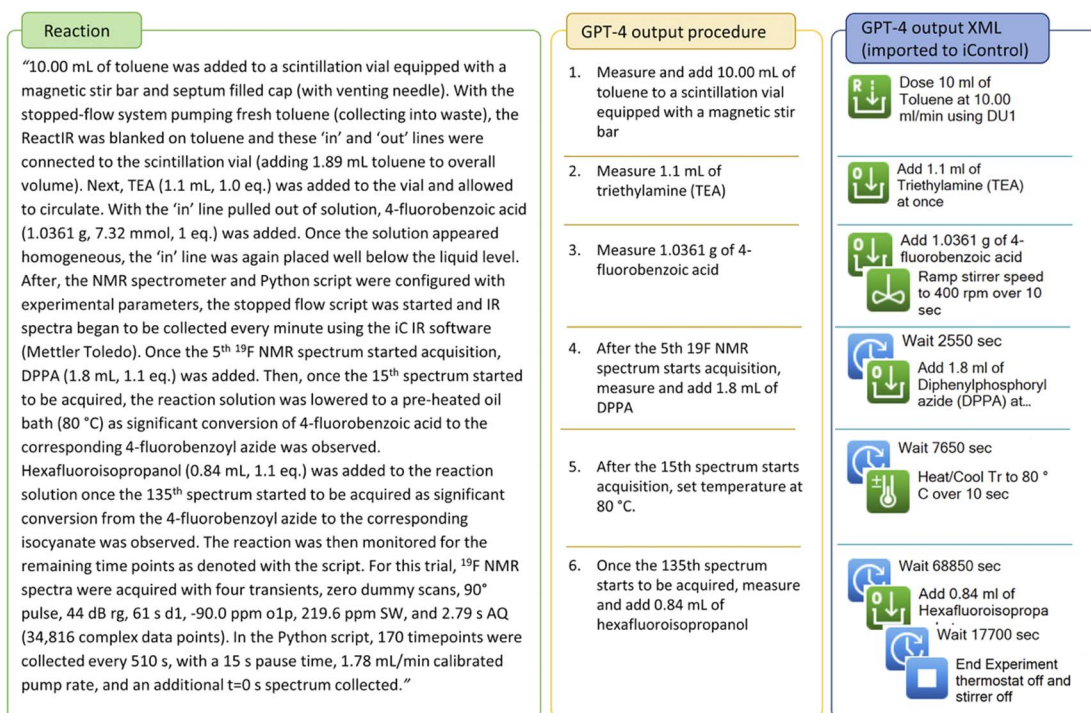 Reaction
“10.00 mL of toluene was added to a scintillation vial equipped with a
magnetic stir bar and septum filled cap (with venting needle). With the
stopped-flow system pumping fresh toluene (collecting into waste), the
ReactIR was blanked on toluene and these ‘in’ and ‘out’ lines were
connected to the scintillation vial (adding 1.89 mL toluene to overall
volume). Next, TEA (1.1 mL, 1.0 eq.) was added to the vial and allowed
to circulate. With the ‘in’ line pulled out of solution, 4-fluorobenzoic acid
(1.0361 g, 7.32 mmol, 1 eq.) was added. Once the solution appeared
homogeneous, the ‘in’ line was again placed well below the liquid level.
After, the NMR spectrometer and Python script were configured with
experimental parameters, the stopped flow script was started and IR
spectra began to be collected every minute using the iC IR software
(Mettler Toledo). Once the 5th 19F NMR spectrum started acquisition,
DPPA (1.8 mL, 1.1 eq.) was added. Then, once the 15th spectrum started
to be acquired, the reaction solution was lowered to a pre-heated oil
bath (80 °C) as significant conversion of 4-fluorobenzoic acid to the
corresponding 4-fluorobenzoyl azide was observed.
Hexafluoroisopropanol (0.84 mL, 1.1 eq.) was added to the reaction
solution once the 135th spectrum started to be acquired as significant
conversion from the 4-fluorobenzoyl azide to the corresponding
isocyanate was observed. The reaction was then monitored for the
remaining time points as denoted with the script. For this trial, 19F NMR
spectra were acquired with four transients, zero dummy scans, 90°
pulse, 44 dB rg, 61 s d1, -90.0 ppm o1p, 219.6 ppm SW, and 2.79 s AQ
(34,816 complex data points). In the Python script, 170 timepoints were
collected every 510 s, with a 15 s pause time, 1.78 mL/min calibrated
pump rate, and an additional t=0 s spectrum collected.”
GPT-4 output procedure
1. Measure and add 10.00 mL of
toluene to a scintillation vial
equipped with a magnetic stir
bar
2. Measure 1.1 mL of
triethylamine (TEA)
3. Measure 1.0361 g of 4-
fluorobenzoic acid
4. After the 5th 19F NMR
spectrum starts acquisition,
measure and add 1.8 mL of
DPPA
5. After the 15th spectrum starts
acquisition, set temperature at
80 °C.
6. Once the 135th spectrum
starts to be acquired, measure
and add 0.84 mL of
hexafluoroisopropanol
GPT-4 output XML
(imported to iControl)
R
Dose 10 ml of
Toluene at 10.00
ml/min using DU1
0
Add 1.1 ml of
Triethylamine (TEA)
at once
0
Add 1.0361 g of 4-
fluorobenzoic acid
Ramp stirrer speed
to 400 rpm over 10
sec
Wait 2550 sec
0
Add 1.8 ml of
Diphenylphosphoryl
azide (DPPA) at...
Wait 7650 sec
±
Heat/Cool Tr to 80 °
C over 10 sec
Wait 68850 sec
0
Add 0.84 ml of
Hexafluoroisopropa
Wait 17700 sec
End Experiment
thermostat off and
stirrer off